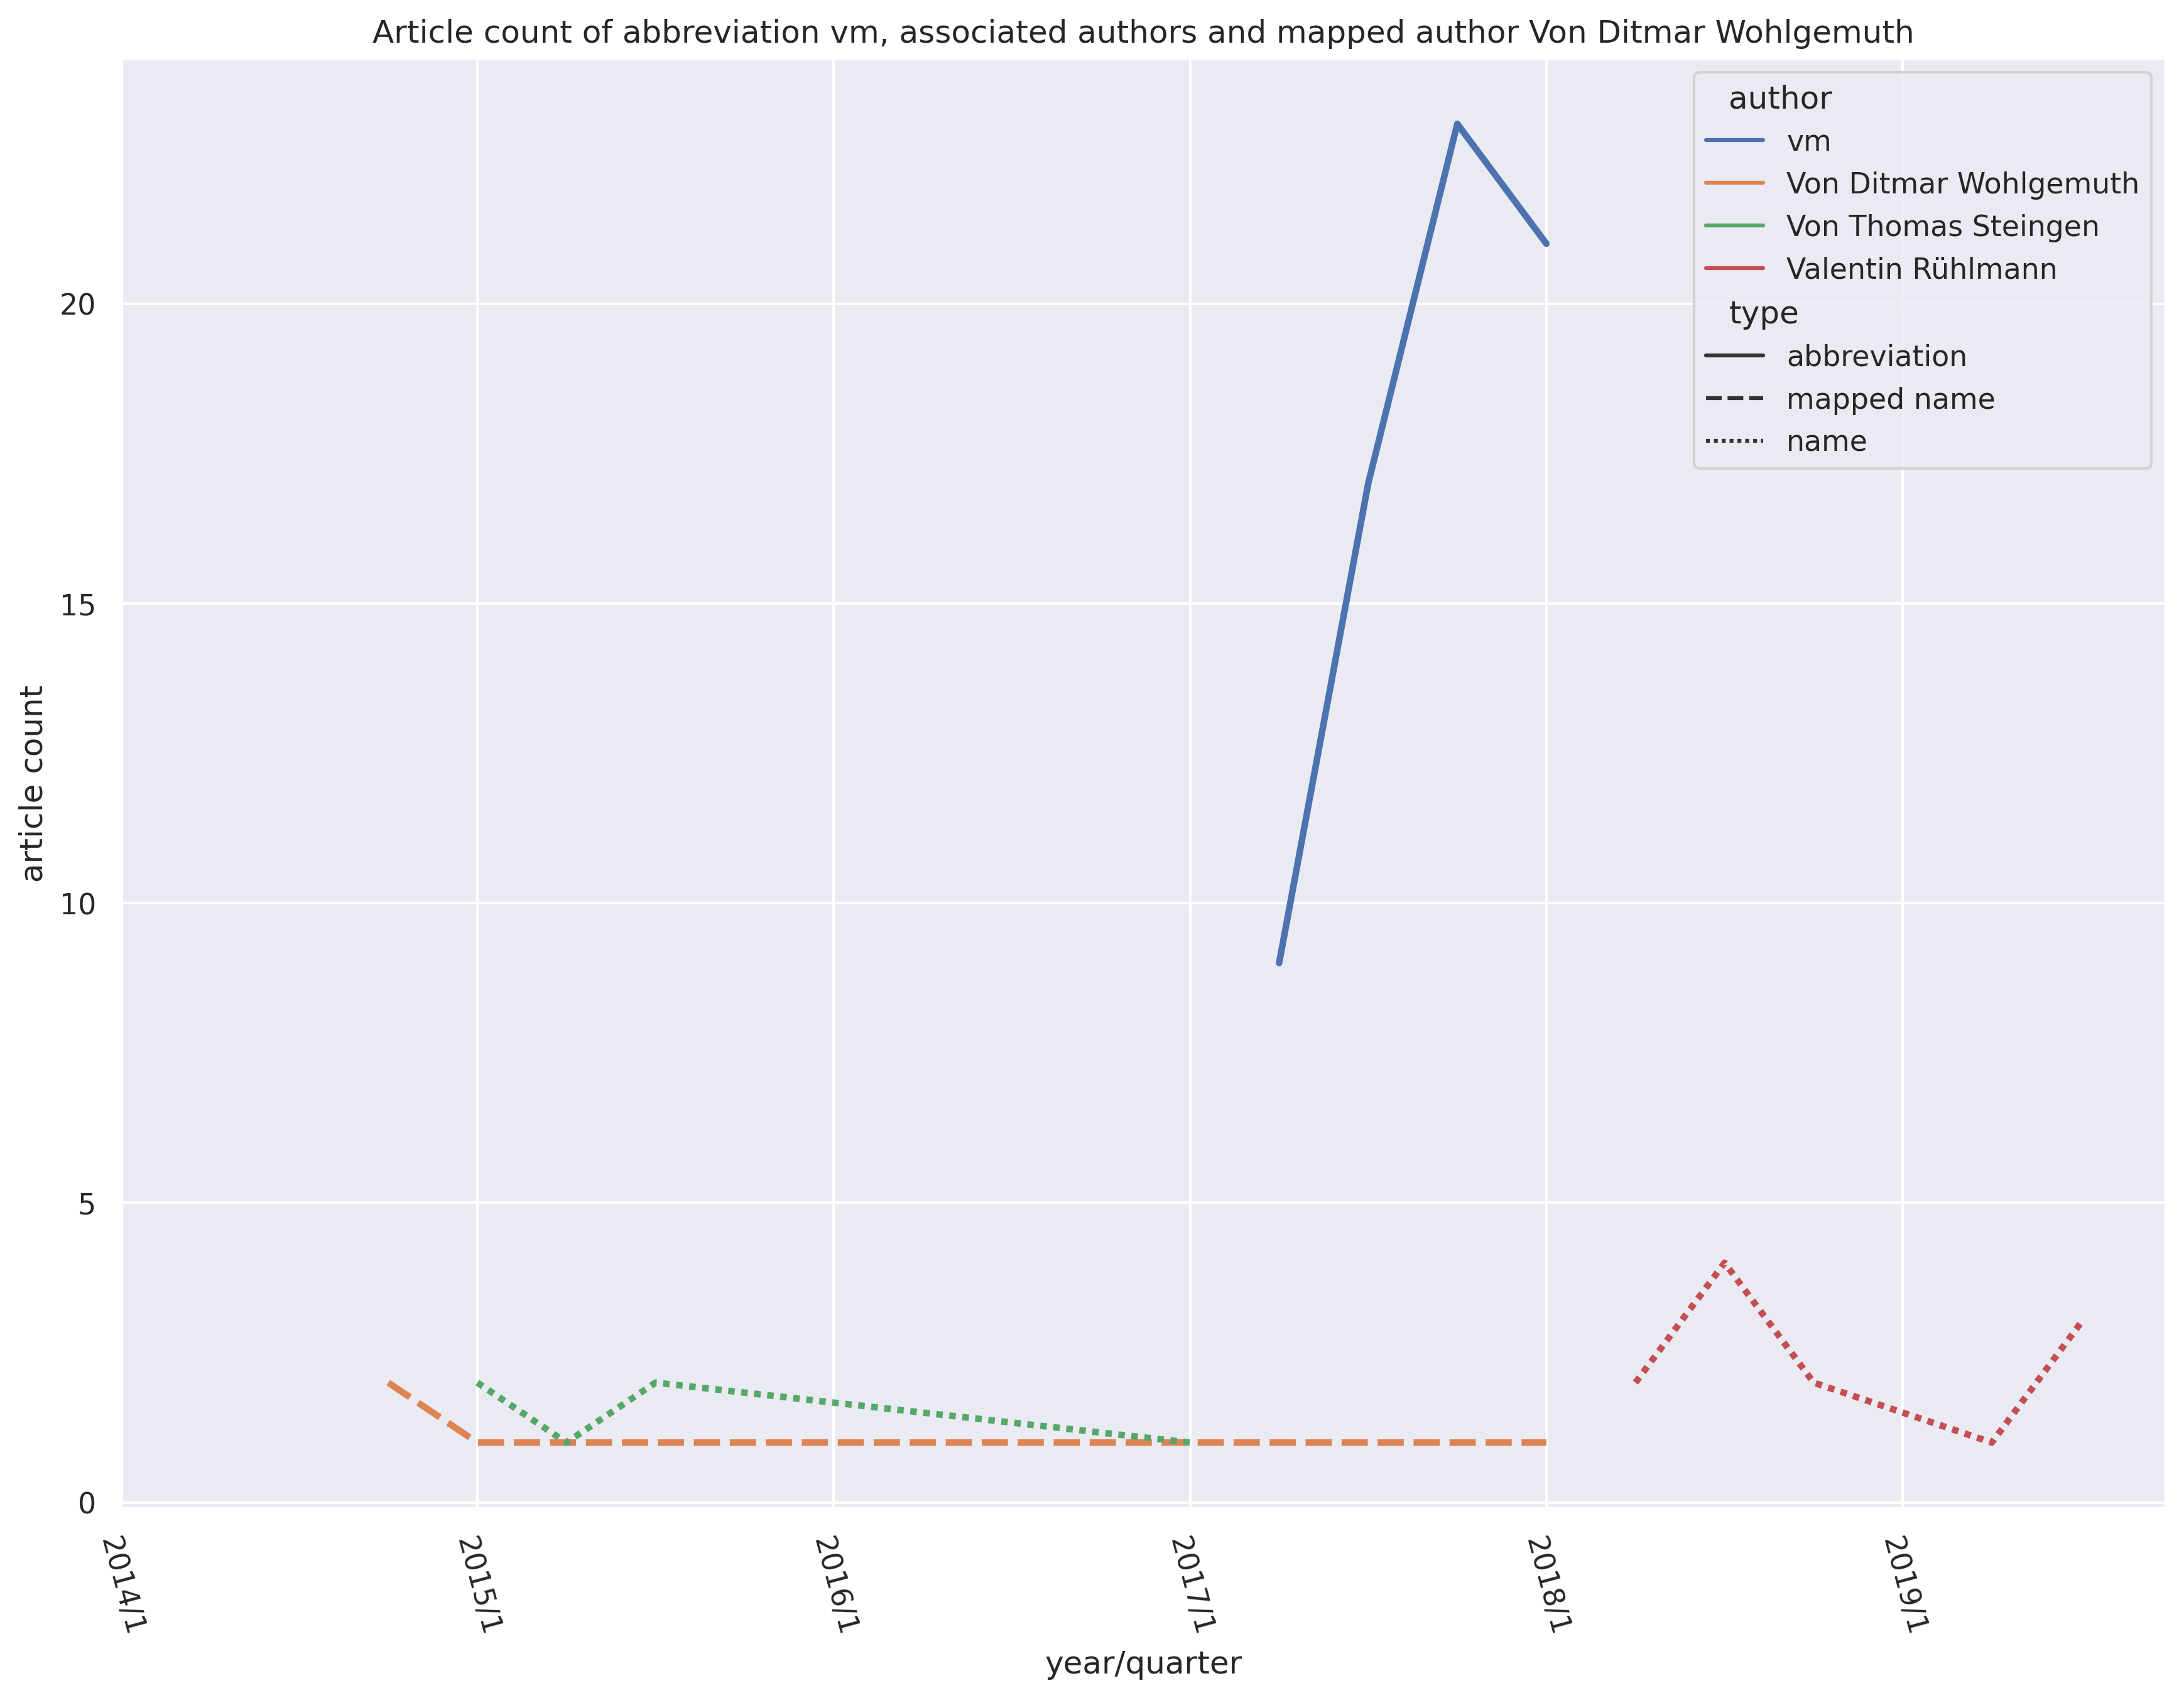 Article count of abbreviation vm, associated authors and mapped author Von Ditmar Wohlgemuth
author
vm
Von Ditmar Wohlgemuth
Von Thomas Steingen
Valentin Rühlmann
type
abbreviation
mapped name
name
article count
20
15
10
5
0
2014/1
2015/1
2016/1
2017/1
2018/1
2019/1
year/quarter